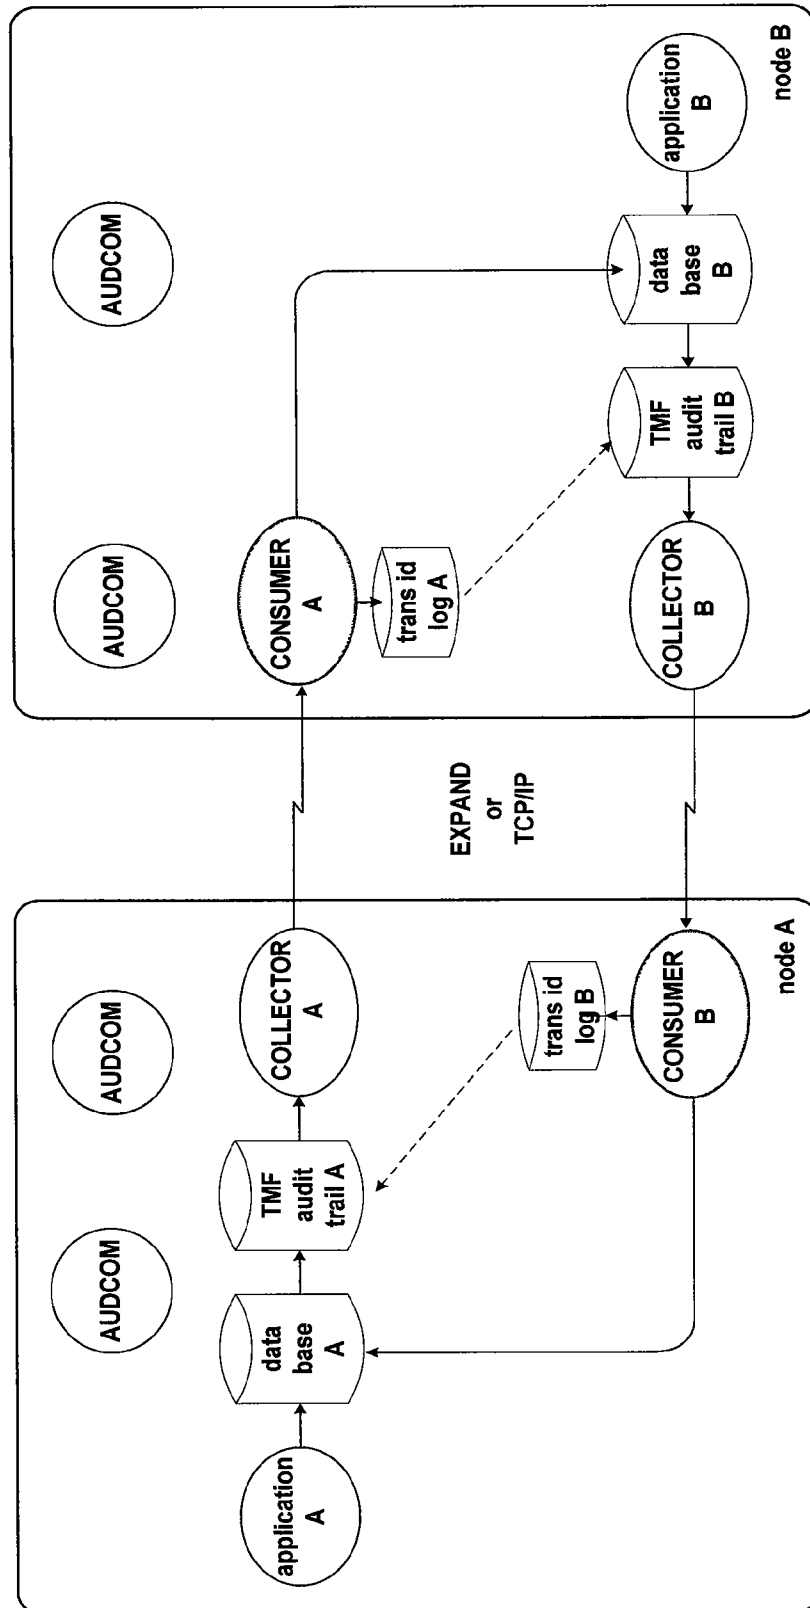 AUDCOM
AUDCOM
application
A
data
base
A
TMF
audit
trail A
COLLECTOR
A
trans id
log B
CONSUMER
B
node A
EXPAND
or
TCP/IP
AUDCOM
AUDCOM
CONSUMER
A
trans id
log A
COLLECTOR
B
TMF
audit
trail B
data
base
B
application
B
node B